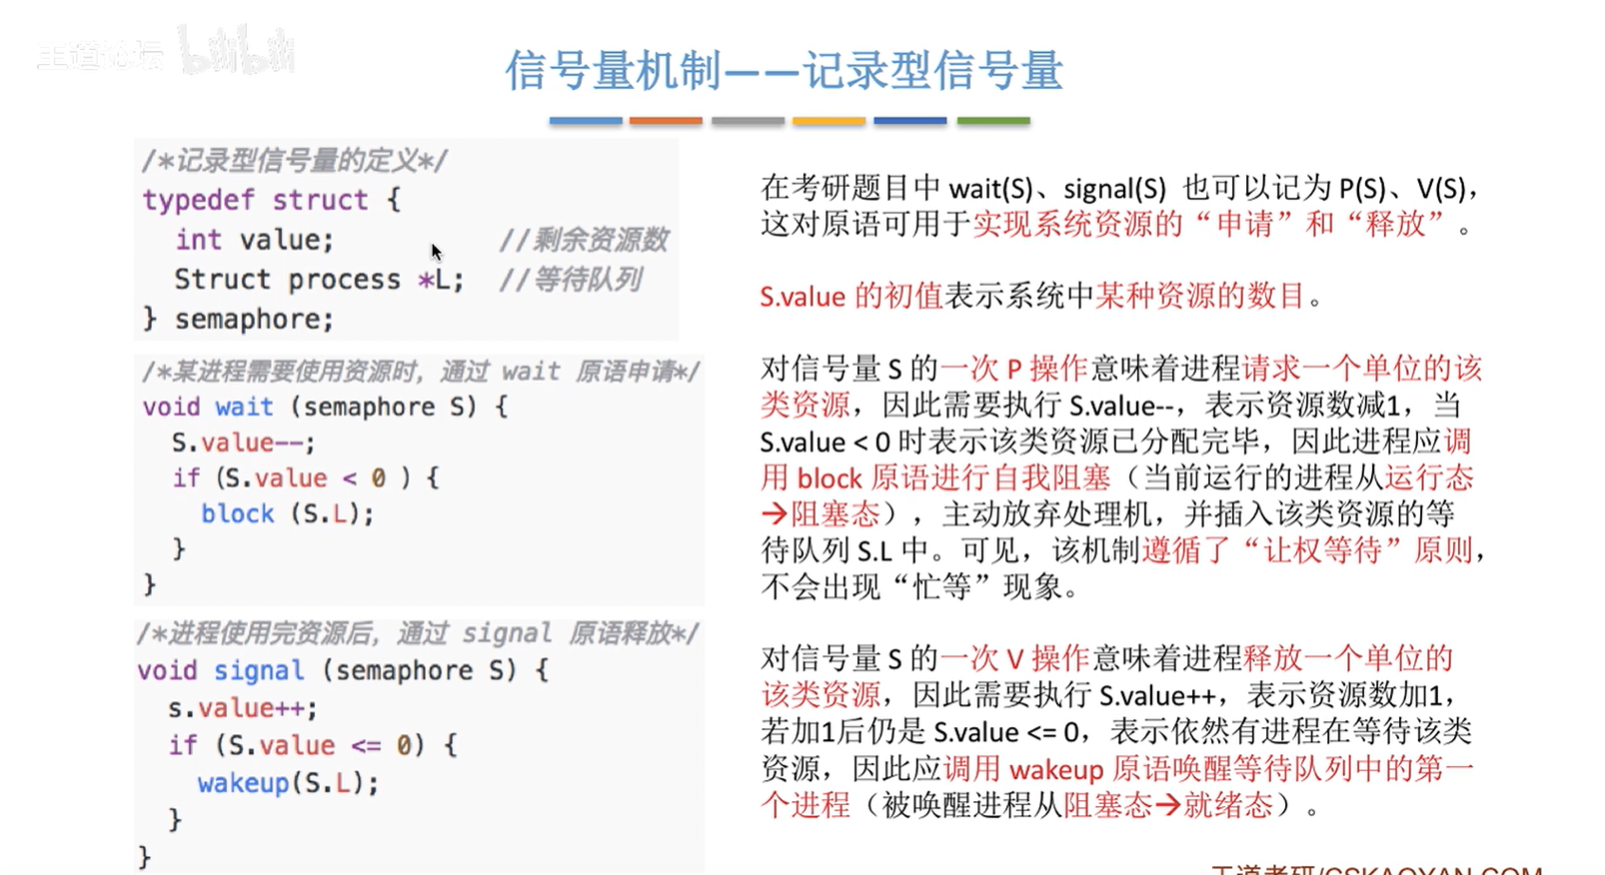 王道论坛 bilibili
信号量机制——记录型信号量
/*记录型信号量的定义*/
typedef struct {
int value; //剩余资源数
Struct process *L; //等待队列
} semaphore;
/*某进程需要使用资源时，通过 wait 原语申请*/
void wait (semaphore S) {
S.value--;
if (S.value < 0 ) {
block (S.L);
}
}
/*进程使用完资源后，通过 signal 原语释放*/
void signal (semaphore S) {
s.value++;
if (S.value <= 0) {
wakeup(S.L);
}
}
在考研题目中 wait(S)、signal(S) 也可以记为 P(S)、V(S)，
这对原语可用于实现系统资源的“申请”和“释放”。
S.value 的初值表示系统中某种资源的数目。
对信号量 S 的一次 P 操作意味着进程请求一个单位的该
类资源，因此需要执行 S.value--，表示资源数减1，当
S.value < 0 时表示该类资源已分配完毕，因此进程应调
用 block 原语进行自我阻塞（当前运行的进程从运行态
→阻塞态），主动放弃处理机，并插入该类资源的等
待队列 S.L 中。可见，该机制遵循了“让权等待”原则，
不会出现“忙等”现象。
对信号量 S 的一次 V 操作意味着进程释放一个单位的
该类资源，因此需要执行 S.value++，表示资源数加1，
若加1后仍是 S.value <= 0，表示依然有进程在等待该类
资源，因此应调用 wakeup 原语唤醒等待队列中的第一
个进程（被唤醒进程从阻塞态→就绪态）。
王道考研/CSKAOYAN.COM